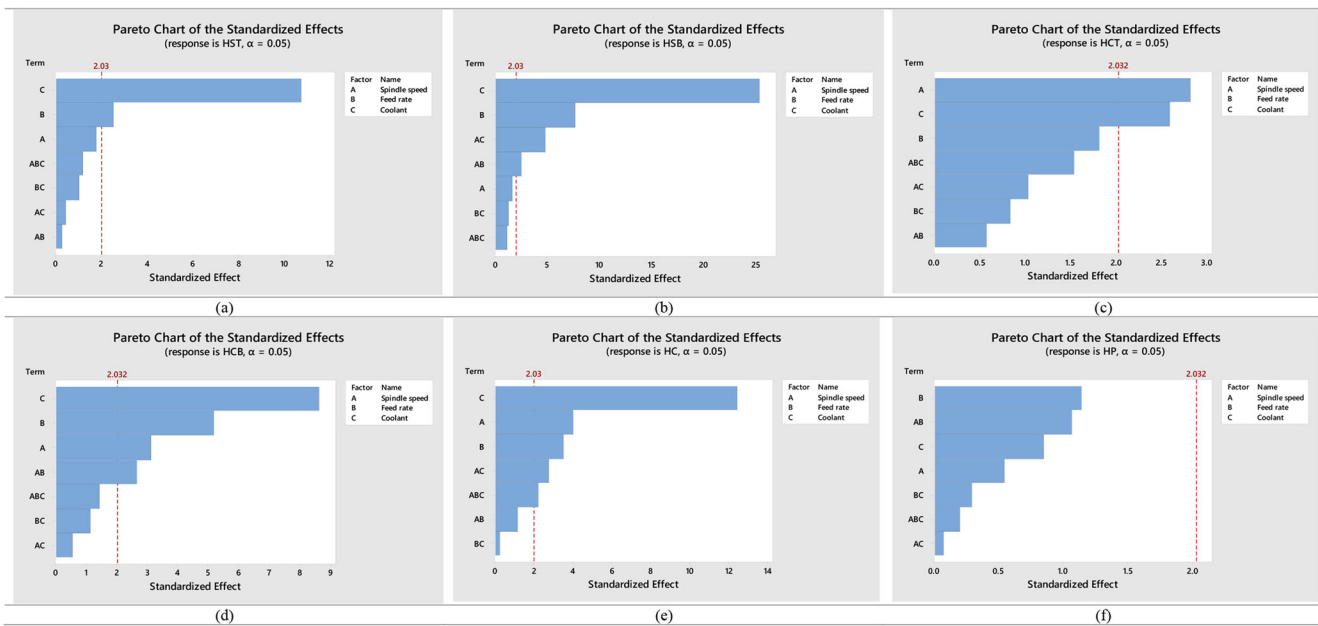 Pareto Chart of the Standardized Effects
(response is HST, α = 0.05)
Term
2.03
C
B
A
ABC
BC
AC
AB
0 2 4 6 8 10 12
Standardized Effect
Factor Name
A Spindle speed
B Feed rate
C Coolant
(a)
Pareto Chart of the Standardized Effects
(response is HSB, α = 0.05)
Term
2.03
C
B
AC
AB
A
BC
ABC
0 5 10 15 20 25
Standardized Effect
Factor Name
A Spindle speed
B Feed rate
C Coolant
(b)
Pareto Chart of the Standardized Effects
(response is HCT, α = 0.05)
Term
2.032
A
C
B
ABC
AC
BC
AB
0.0 0.5 1.0 1.5 2.0 2.5 3.0
Standardized Effect
Factor Name
A Spindle speed
B Feed rate
C Coolant
(c)
Pareto Chart of the Standardized Effects
(response is HCB, α = 0.05)
Term
2.032
C
B
A
AB
ABC
BC
AC
0 1 2 3 4 5 6 7 8 9
Standardized Effect
Factor Name
A Spindle speed
B Feed rate
C Coolant
(d)
Pareto Chart of the Standardized Effects
(response is HC, α = 0.05)
Term
2.03
C
A
B
AC
ABC
AB
BC
0 2 4 6 8 10 12 14
Standardized Effect
Factor Name
A Spindle speed
B Feed rate
C Coolant
(e)
Pareto Chart of the Standardized Effects
(response is HP, α = 0.05)
Term
2.032
B
AB
C
A
BC
ABC
AC
0.0 0.5 1.0 1.5 2.0
Standardized Effect
Factor Name
A Spindle speed
B Feed rate
C Coolant
(f)